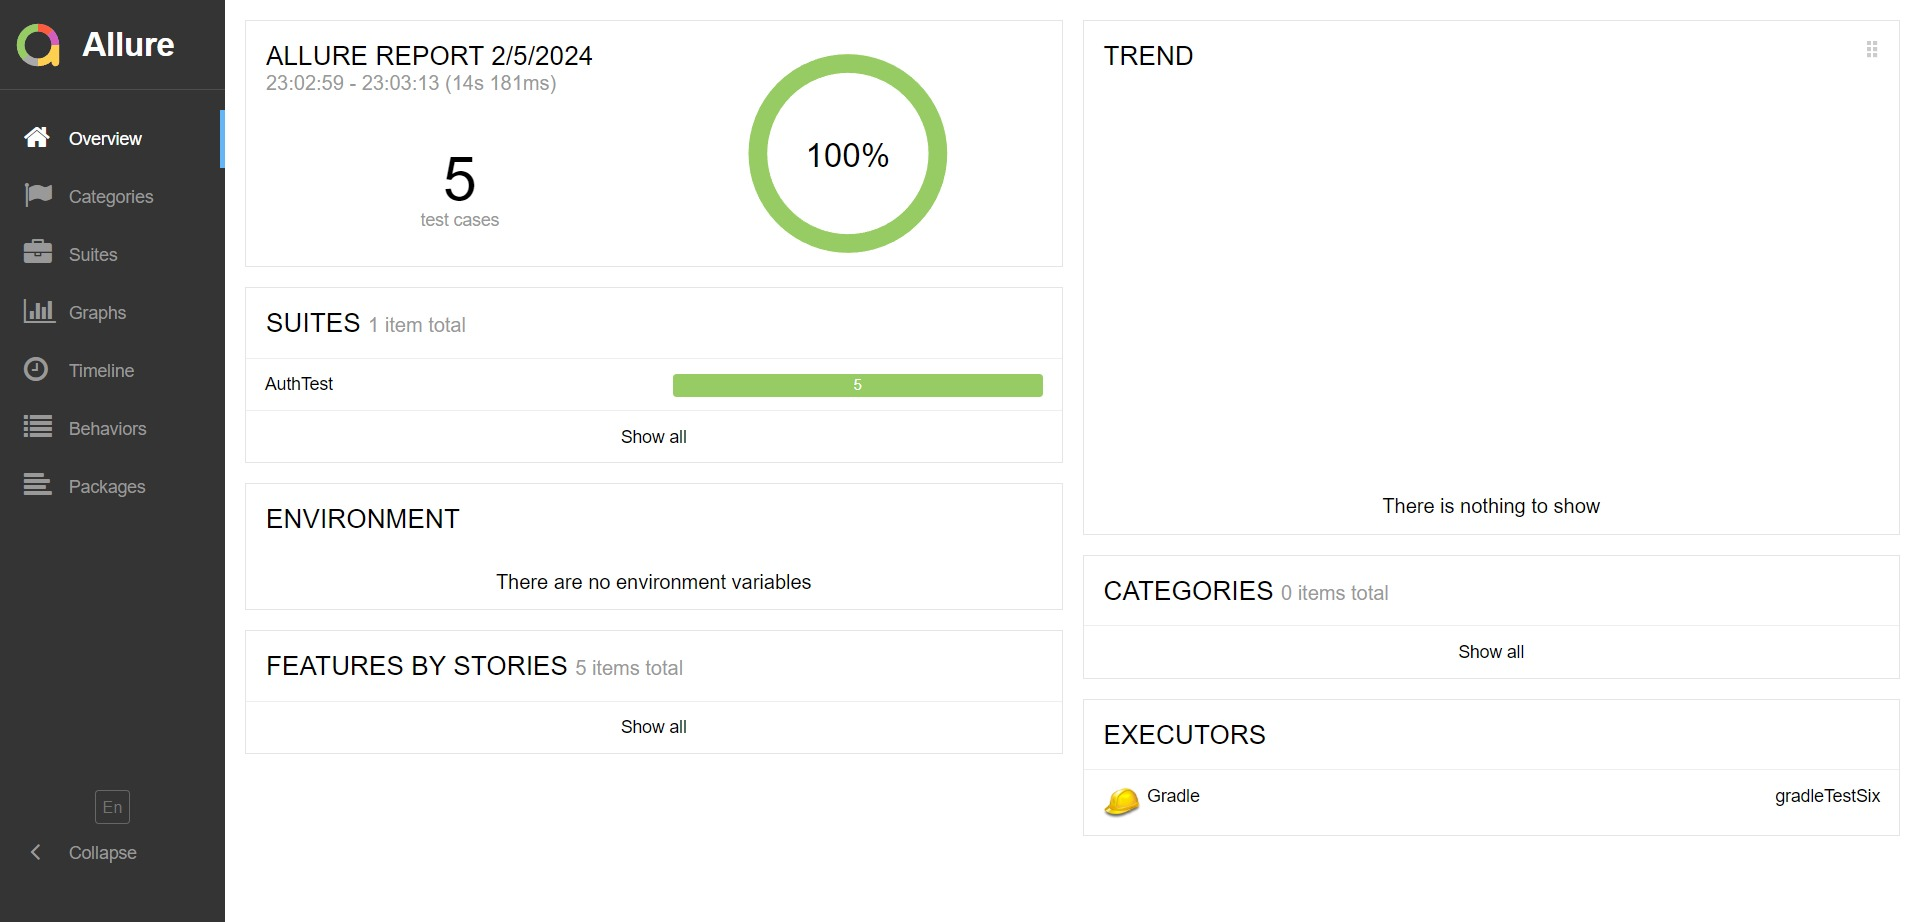 Allure
Overview
Categories
Suites
Graphs
Timeline
Behaviors
Packages
En
Collapse
ALLURE REPORT 2/5/2024
23:02:59 - 23:03:13 (14s 181ms)
5
test cases
100%
SUITES 1 item total
AuthTest 5
Show all
ENVIRONMENT
There are no environment variables
FEATURES BY STORIES 5 items total
Show all
TREND
There is nothing to show
CATEGORIES 0 items total
Show all
EXECUTORS
Gradle gradleTestSix